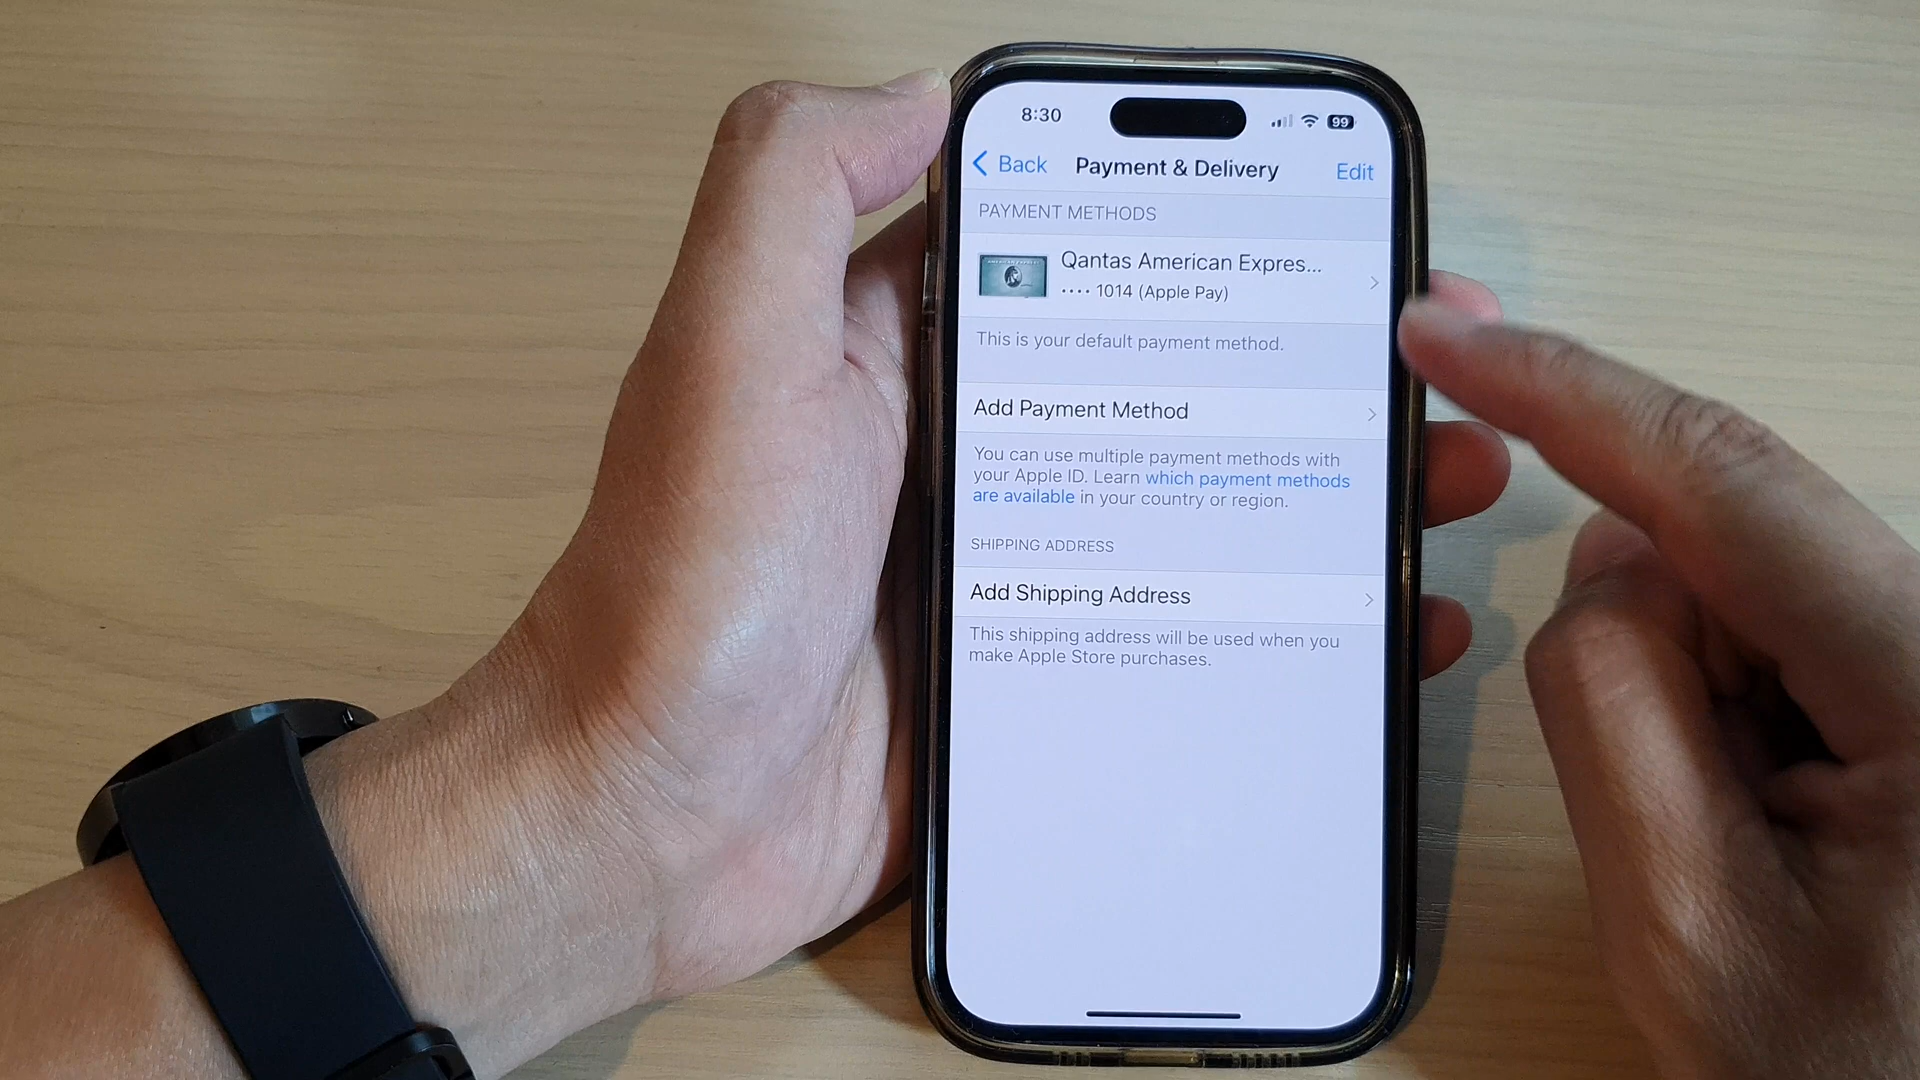 8:30
99
Back
Payment & Delivery
Edit
PAYMENT METHODS
Qantas American Expres...
•••• 1014 (Apple Pay)
This is your default payment method.
Add Payment Method
You can use multiple payment methods with
your Apple ID. Learn which payment methods
are available in your country or region.
SHIPPING ADDRESS
Add Shipping Address
This shipping address will be used when you
make Apple Store purchases.